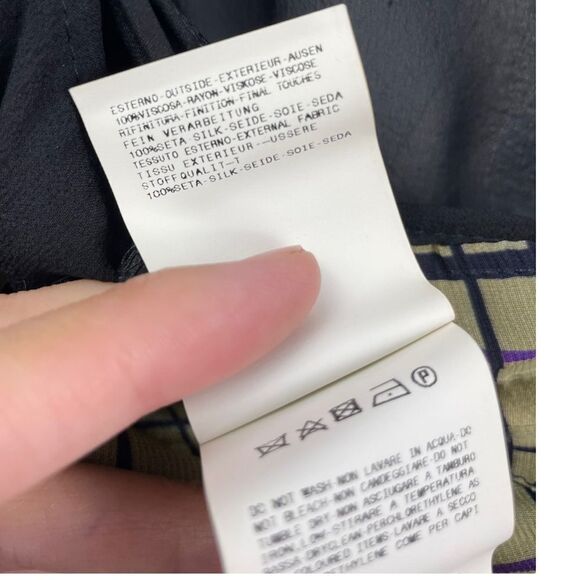 ESTERNO-OUTSIDE-EXTERIEUR-AUSEN
100%VISCOSA-RAYON-VISKOSE-VISCOSE
RIFINITURA-FINITION-FINAL TOUCHES
FEIN VERARBEITUNG
100%SETA SILK-SEIDE-SOIE-SEDA
TESSUTO ESTERNO-EXTERNAL FABRIC
TISSU EXTERIEUR--USSERE
STOFFQUALIT-T
100%SETA-SILK-SEIDE-SOIE-SEDA
P
DO NOT WASH-NON LAVARE IN ACQUA-DO
NOT BLEACH-NON CANDEGGIARE-DO NOT
TUMBLE DRY-NON ASCIUGARE A TAMBURO
IRON LOW-STIRARE A TEMPERATURA
BASSA DRYCLEAN-PERCHLORETHYLENE AS
COLOURED ITEMS-LAVARE A SECCO
ETHYLENE COME PER CAPI